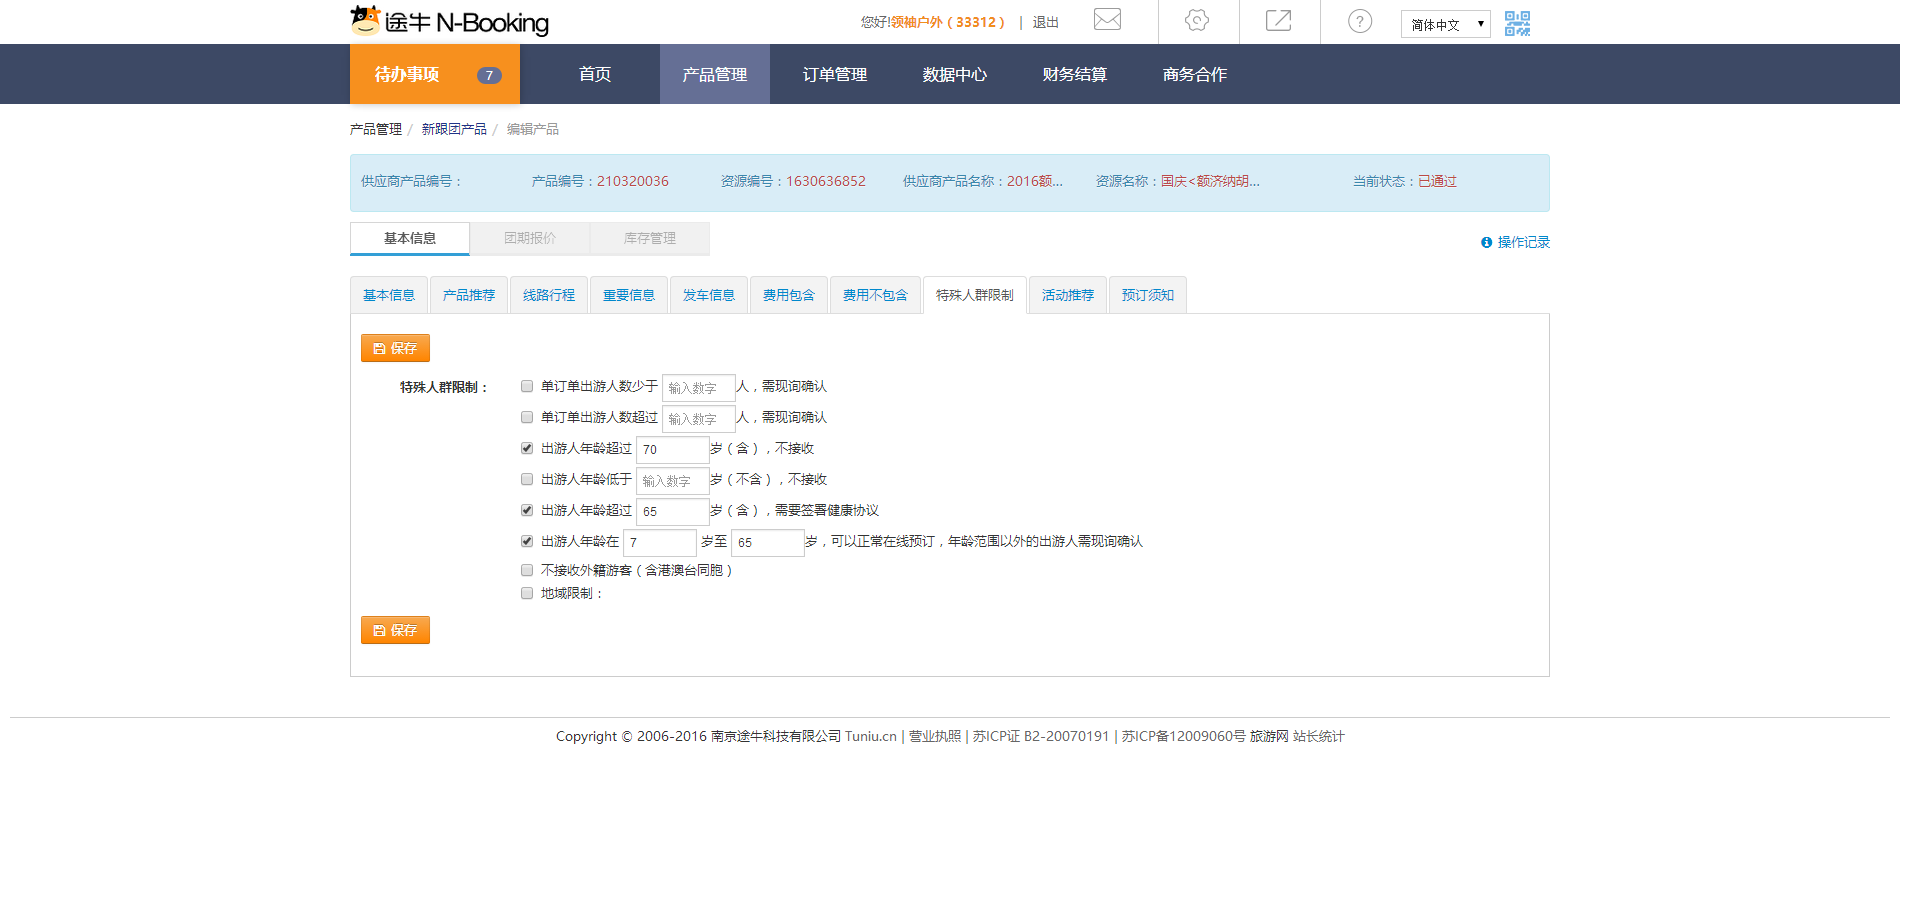 途牛 N-Booking
您好!领袖户外（33312） | 退出
简体中文
待办事项 7 首页 产品管理 订单管理 数据中心 财务结算 商务合作
产品管理 / 新跟团产品 / 编辑产品
供应商产品编号： 产品编号：210320036 资源编号：1630636852 供应商产品名称：2016额... 资源名称：国庆<额济纳胡... 当前状态：已通过
基本信息 团期报价 库存管理
操作记录
基本信息 产品推荐 线路行程 重要信息 发车信息 费用包含 费用不包含 特殊人群限制 活动推荐 预订须知
保存
特殊人群限制： 单订单出游人数少于 输入数字 人，需现询确认
单订单出游人数超过 输入数字 人，需现询确认
出游人年龄超过 70 岁（含），不接收
出游人年龄低于 输入数字 岁（不含），不接收
出游人年龄超过 65 岁（含），需要签署健康协议
出游人年龄在 7 岁至 65 岁，可以正常在线预订，年龄范围以外的出游人需现询确认
不接收外籍游客（含港澳台同胞）
地域限制：
保存
Copyright © 2006-2016 南京途牛科技有限公司 Tuniu.cn | 营业执照 | 苏ICP证 B2-20070191 | 苏ICP备12009060号 旅游网 站长统计